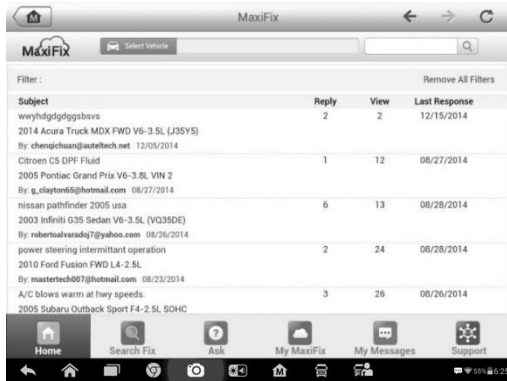 MaxiFix
MaxiFix
Select Vehicle
Filter :
Remove All Filters
Subject Reply View Last Response
wwyhdgdgdggsbsvs 2 2 12/15/2014
2014 Acura Truck MDX FWD V6-3.5L (J35Y5)
By: chengichuan@auteltech.net 12/05/2014
Citroen C5 DPF Fluid 1 12 08/27/2014
2005 Pontiac Grand Prix V6-3.8L VIN 2
By: g_clayton65@hotmail.com 08/27/2014
nissan pathfinder 2005 usa 6 13 08/28/2014
2003 Infiniti G35 Sedan V6-3.5L (VQ35DE)
By: robertoalvaradoj7@yahoo.com 08/26/2014
power steering intermittant operation 2 24 08/28/2014
2010 Ford Fusion FWD L4-2.5L
By: mastertech007@hotmail.com 08/23/2014
A/C blows warm at hwy speeds. 3 26 08/26/2014
2005 Subaru Outback Sport F4-2.5L SOHC
Home Search Fix Ask My MaxiFix My Messages Support
55% 6:25